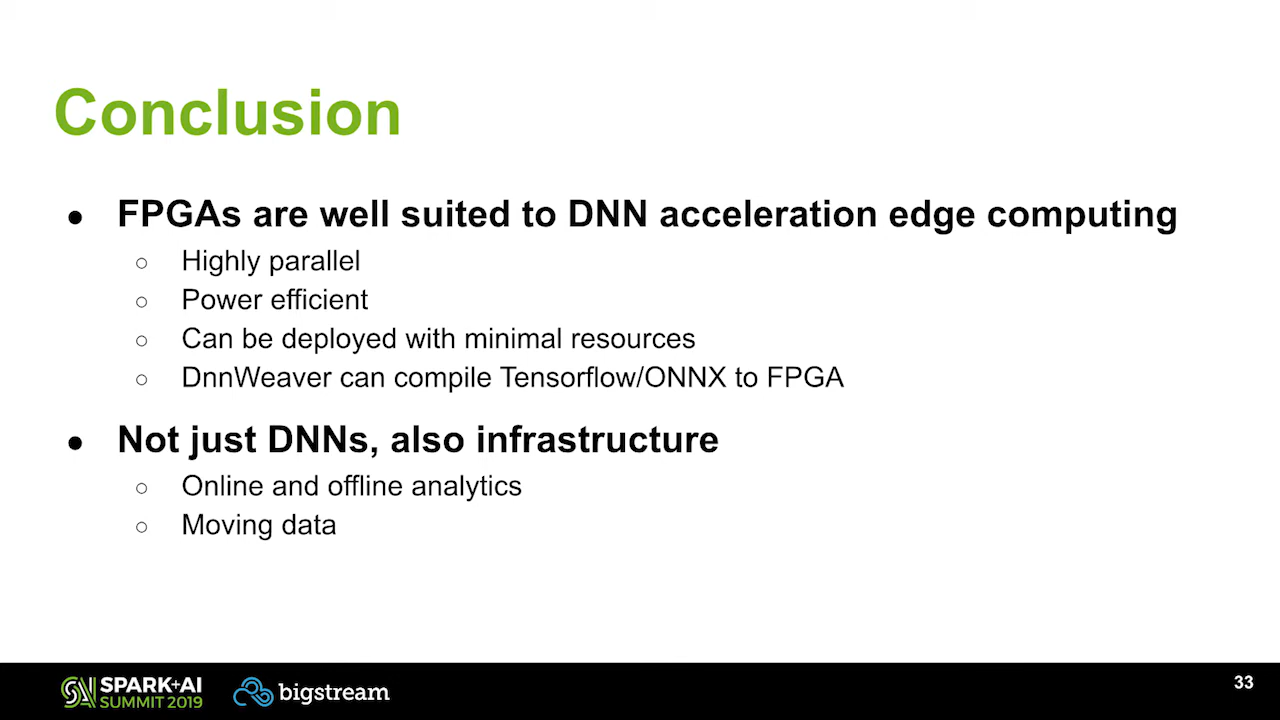 Conclusion
● FPGAs are well suited to DNN acceleration edge computing
○ Highly parallel
○ Power efficient
○ Can be deployed with minimal resources
○ DnnWeaver can compile Tensorflow/ONNX to FPGA
● Not just DNNs, also infrastructure
○ Online and offline analytics
○ Moving data
SPARK+AI
SUMMIT 2019
bigstream
33